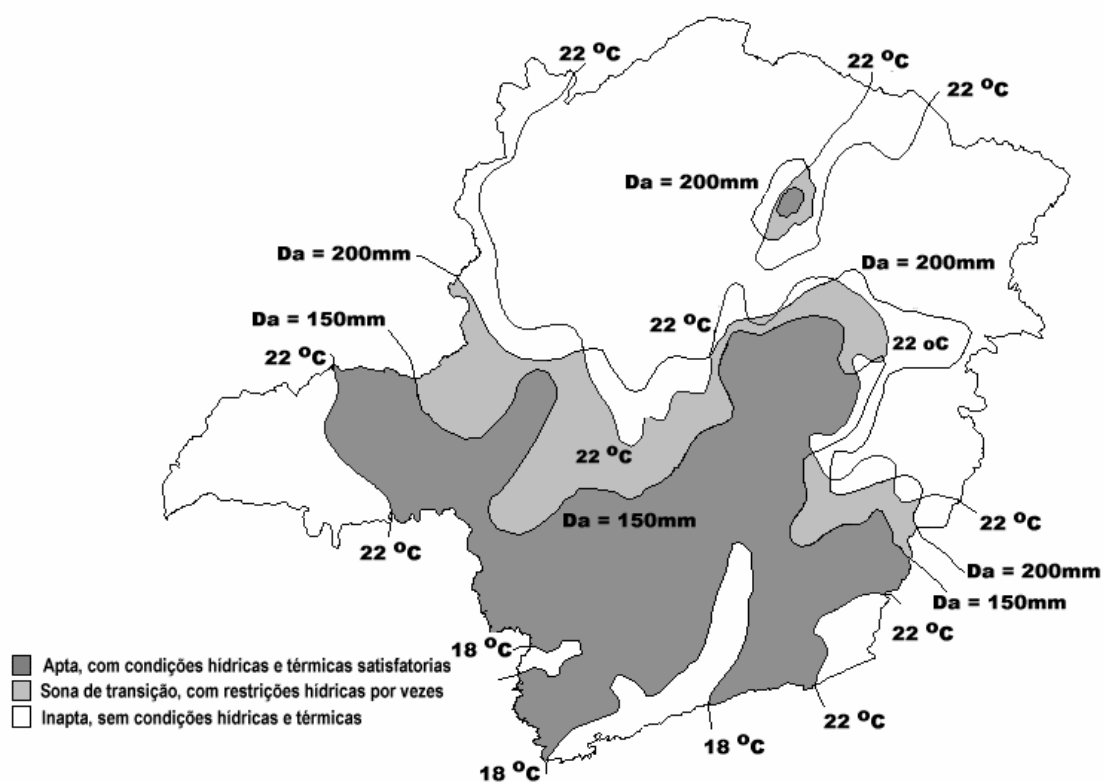 22 ºC
22 ºC
22 ºC
Da = 200mm
Da = 200mm
Da = 200mm
Da = 150mm
22 ºC
22 ºC
22 oC
22 ºC
Da = 150mm
22 ºC
22 ºC
Da = 200mm
Da = 150mm
22 ºC
18 ºC
Apta, com condições hídricas e térmicas satisfatorias
Sona de transição, com restrições hídricas por vezes
Inapta, sem condições hídricas e térmicas
22 ºC
18 ºC
18 ºC